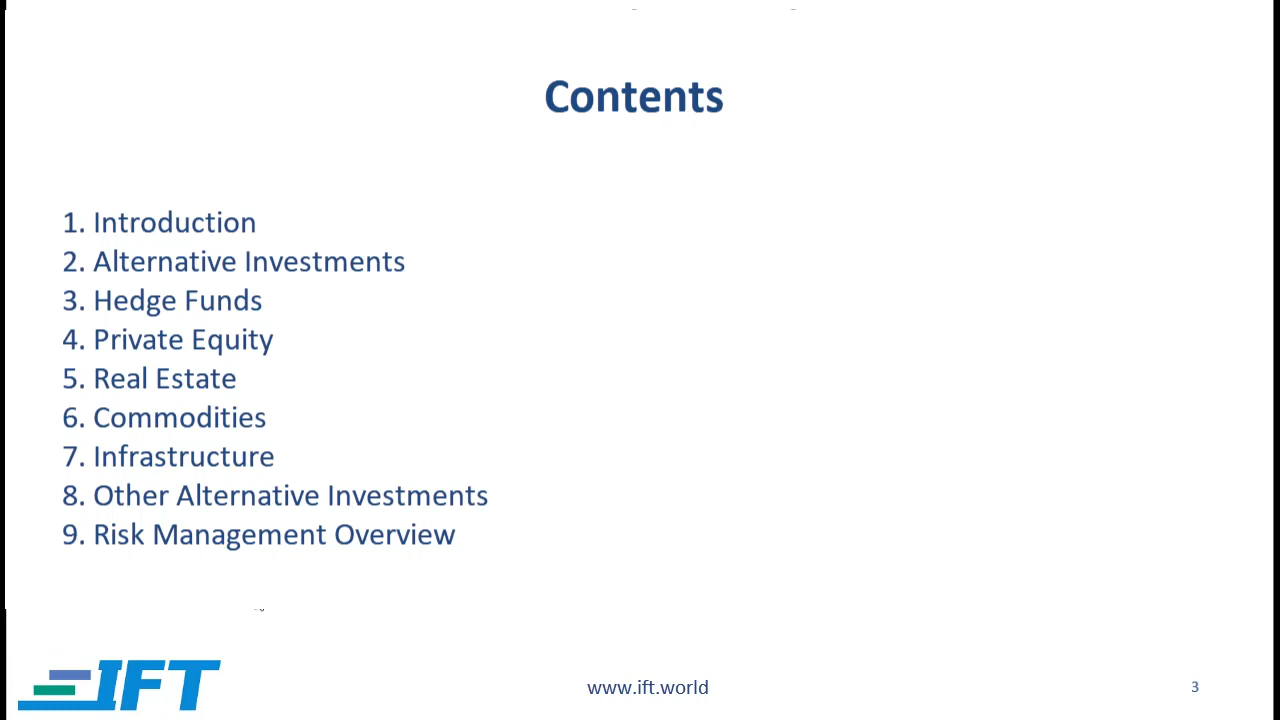 Contents
1. Introduction
2. Alternative Investments
3. Hedge Funds
4. Private Equity
5. Real Estate
6. Commodities
7. Infrastructure
8. Other Alternative Investments
9. Risk Management Overview
IFT
www.ift.world
3